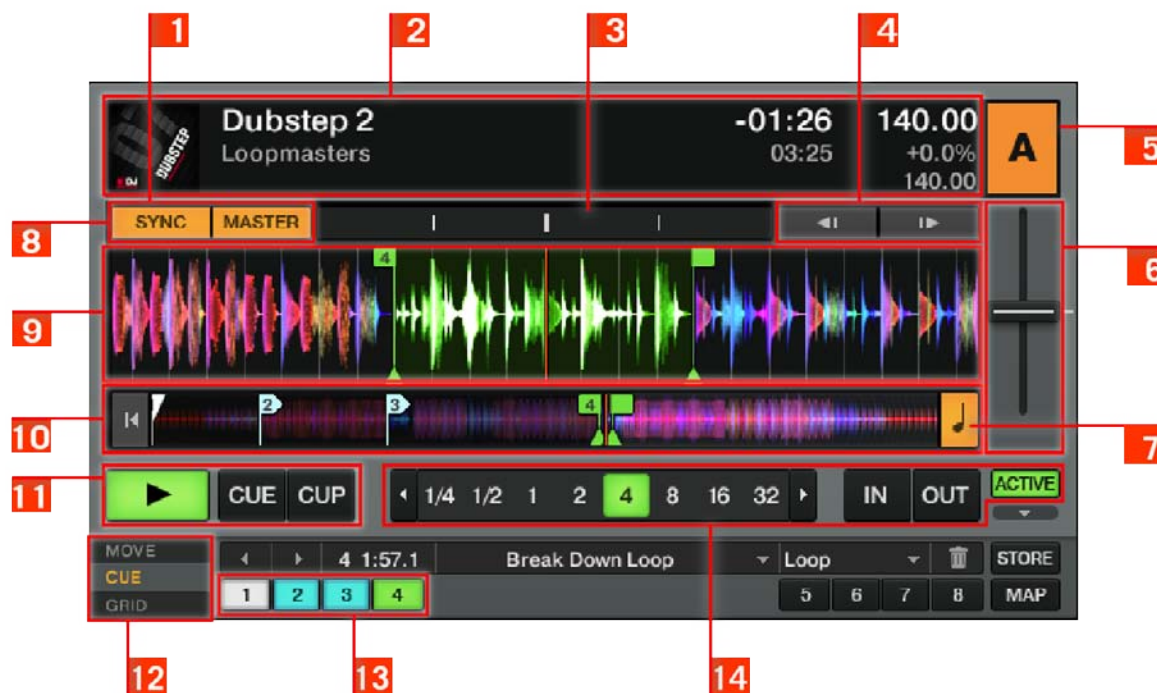 1 2 3 4
Dubstep 2 -01:26 140.00 A 5
Loopmasters 03:25 +0.0%
DUBSTEP 140.00
8 SYNC MASTER 6
4
9
2 3 4
10 7
11 CUE CUP 1/4 1/2 1 2 4 8 16 32 IN OUT ACTIVE
MOVE 4 1:57.1 Break Down Loop Loop STORE
CUE 1 2 3 4 5 6 7 8 MAP
GRID
12 13 14